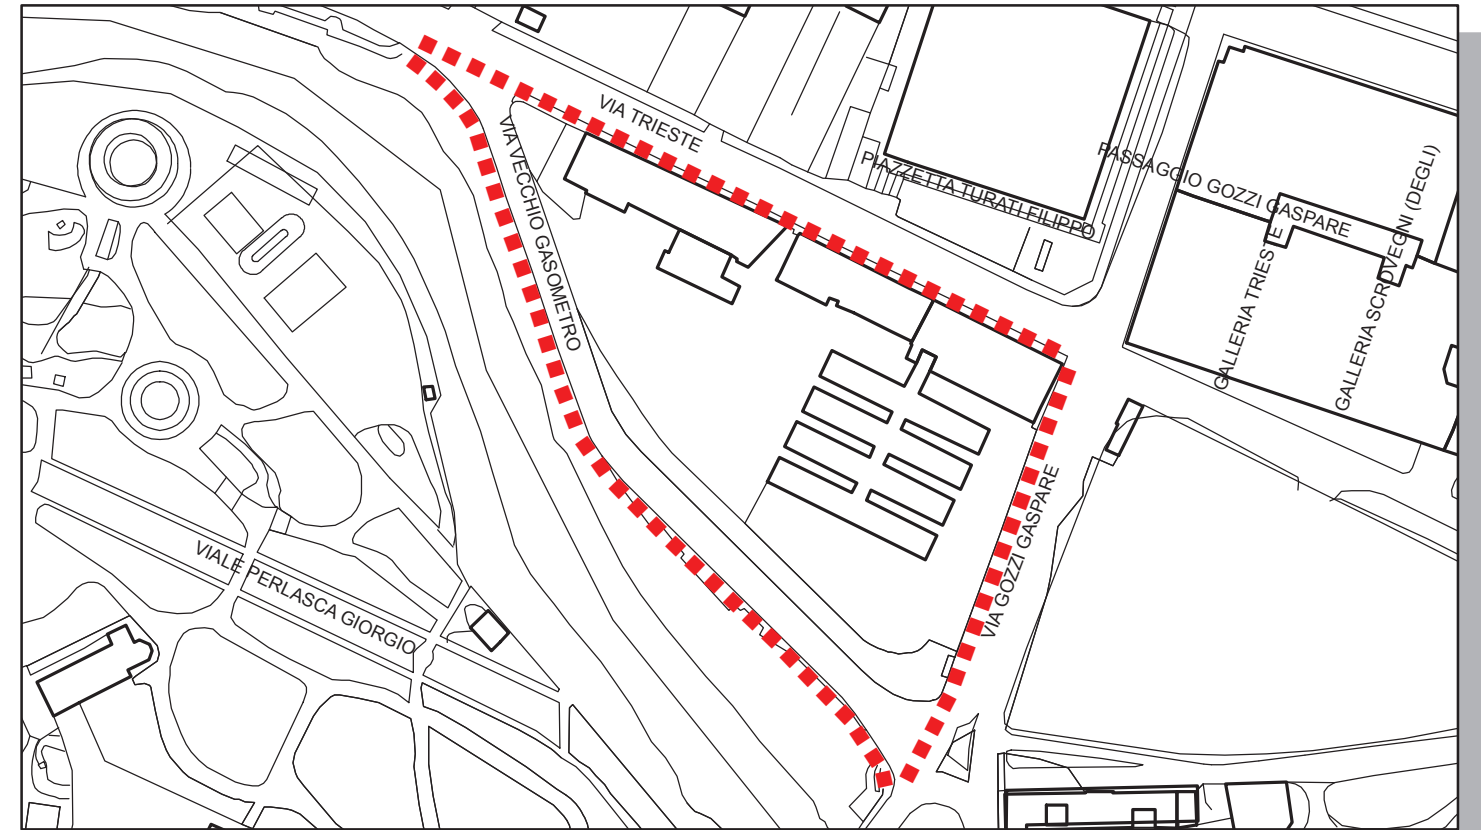 VIA TRIESTE
VIA VECCHIO GASOMETRO
PIAZZETTA TURATI FILIPPO
PASSAGGIO GOZZI GASPARE
GALLERIA TRIESTE
GALLERIA SCROVEGNI (DEGLI)
VIA GOZZI GASPARE
VIALE PERLASCA GIORGIO